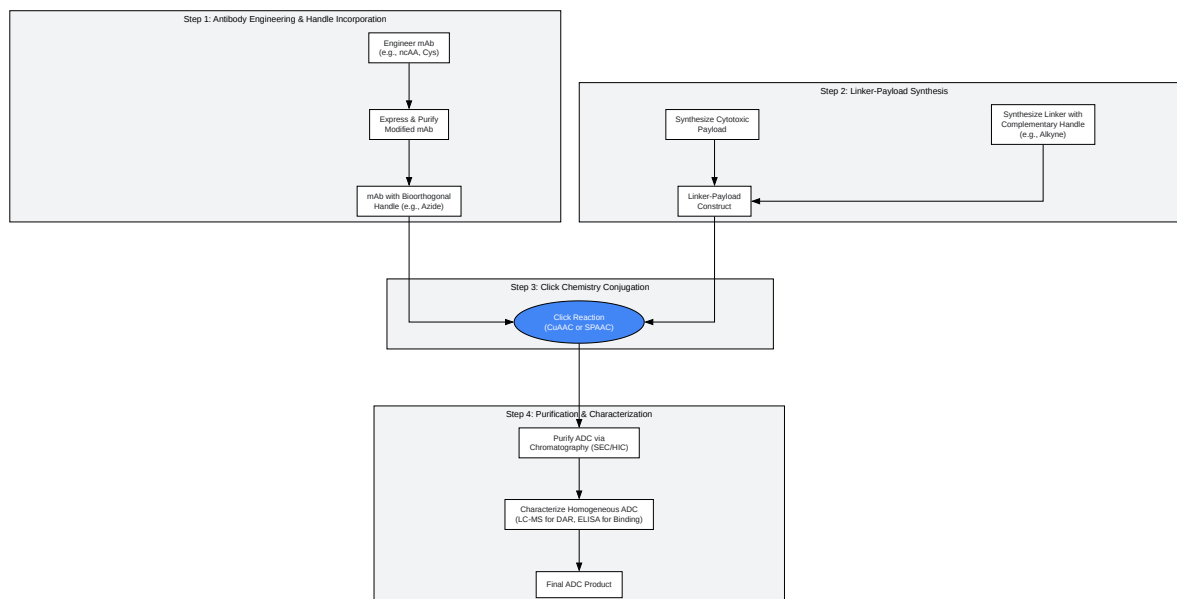 Step 1: Antibody Engineering & Handle Incorporation
Engineer mAb
(e.g., ncAA, Cys)
Express & Purify
Modified mAb
mAb with Bioorthogonal
Handle (e.g., Azide)
Step 2: Linker-Payload Synthesis
Synthesize Cytotoxic
Payload
Synthesize Linker with
Complementary Handle
(e.g., Alkyne)
Linker-Payload
Construct
Step 3: Click Chemistry Conjugation
Click Reaction
(CuAAC or SPAAC)
Step 4: Purification & Characterization
Purify ADC via
Chromatography (SEC/HIC)
Characterize Homogeneous ADC
(LC-MS for DAR, ELISA for Binding)
Final ADC Product